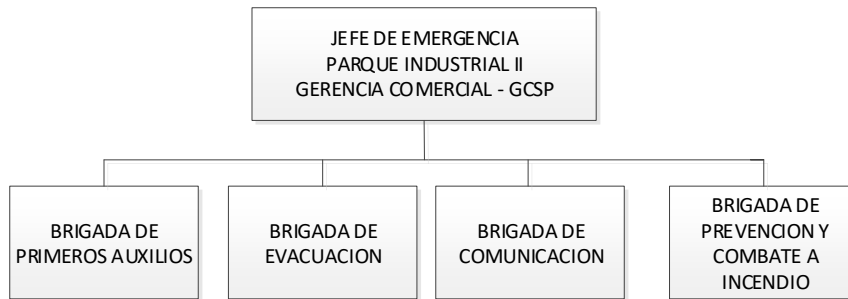 JEFE DE EMERGENCIA
PARQUE INDUSTRIAL II
GERENCIA COMERCIAL - GCSP
BRIGADA DE
PRIMEROS AUXILIOS
BRIGADA DE
EVACUACION
BRIGADA DE
COMUNICACION
BRIGADA DE
PREVENCION Y
COMBATE A
INCENDIO